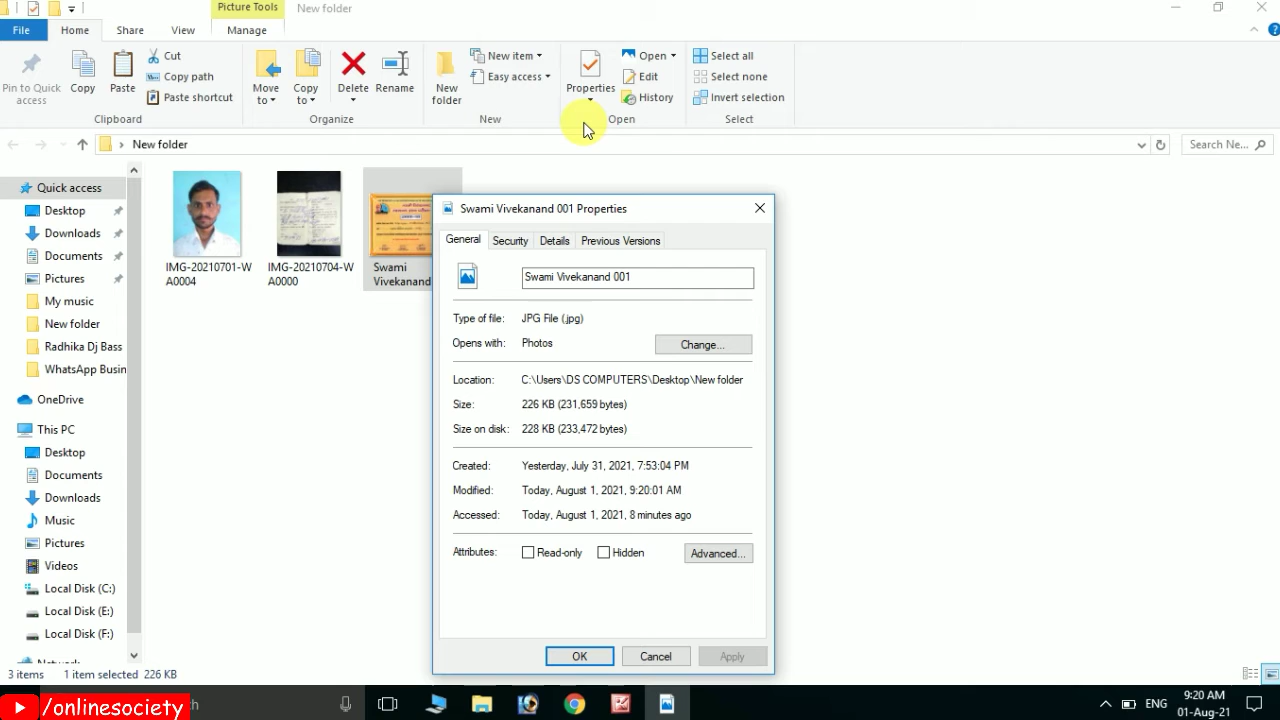 Picture Tools
New folder
File
Home
Share
View
Manage
Pin to Quick access
Copy
Paste
Cut
Copy path
Paste shortcut
Clipboard
Move to
Copy to
Delete
Rename
Organize
New folder
New item
Easy access
New
Properties
Open
Edit
History
Open
Select all
Select none
Invert selection
Select
New folder
Search Ne...
Quick access
Desktop
Downloads
Documents
Pictures
My music
New folder
Radhika Dj Bass
WhatsApp Busin
OneDrive
This PC
Desktop
Documents
Downloads
Music
Pictures
Videos
Local Disk (C:)
Local Disk (E:)
Local Disk (F:)
IMG-20210701-W
A0004
IMG-20210704-W
A0000
Swami
Vivekanand
Swami Vivekanand 001 Properties
General
Security
Details
Previous Versions
Swami Vivekanand 001
Type of file: JPG File (.jpg)
Opens with: Photos
Change...
Location: C:\Users\DS COMPUTERS\Desktop\New folder
Size: 226 KB (231,659 bytes)
Size on disk: 228 KB (233,472 bytes)
Created: Yesterday, July 31, 2021, 7:53:04 PM
Modified: Today, August 1, 2021, 9:20:01 AM
Accessed: Today, August 1, 2021, 8 minutes ago
Attributes: Read-only Hidden
Advanced...
OK
Cancel
Apply
3 items 1 item selected 226 KB
/onlinesociety
ENG
9:20 AM
01-Aug-21